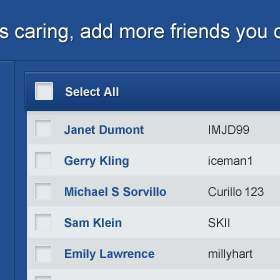 s caring, add more friends you
Select All
Janet Dumont IMJD99
Gerry Kling iceman1
Michael S Sorvillo Curillo 123
Sam Klein SKII
Emily Lawrence millyhart